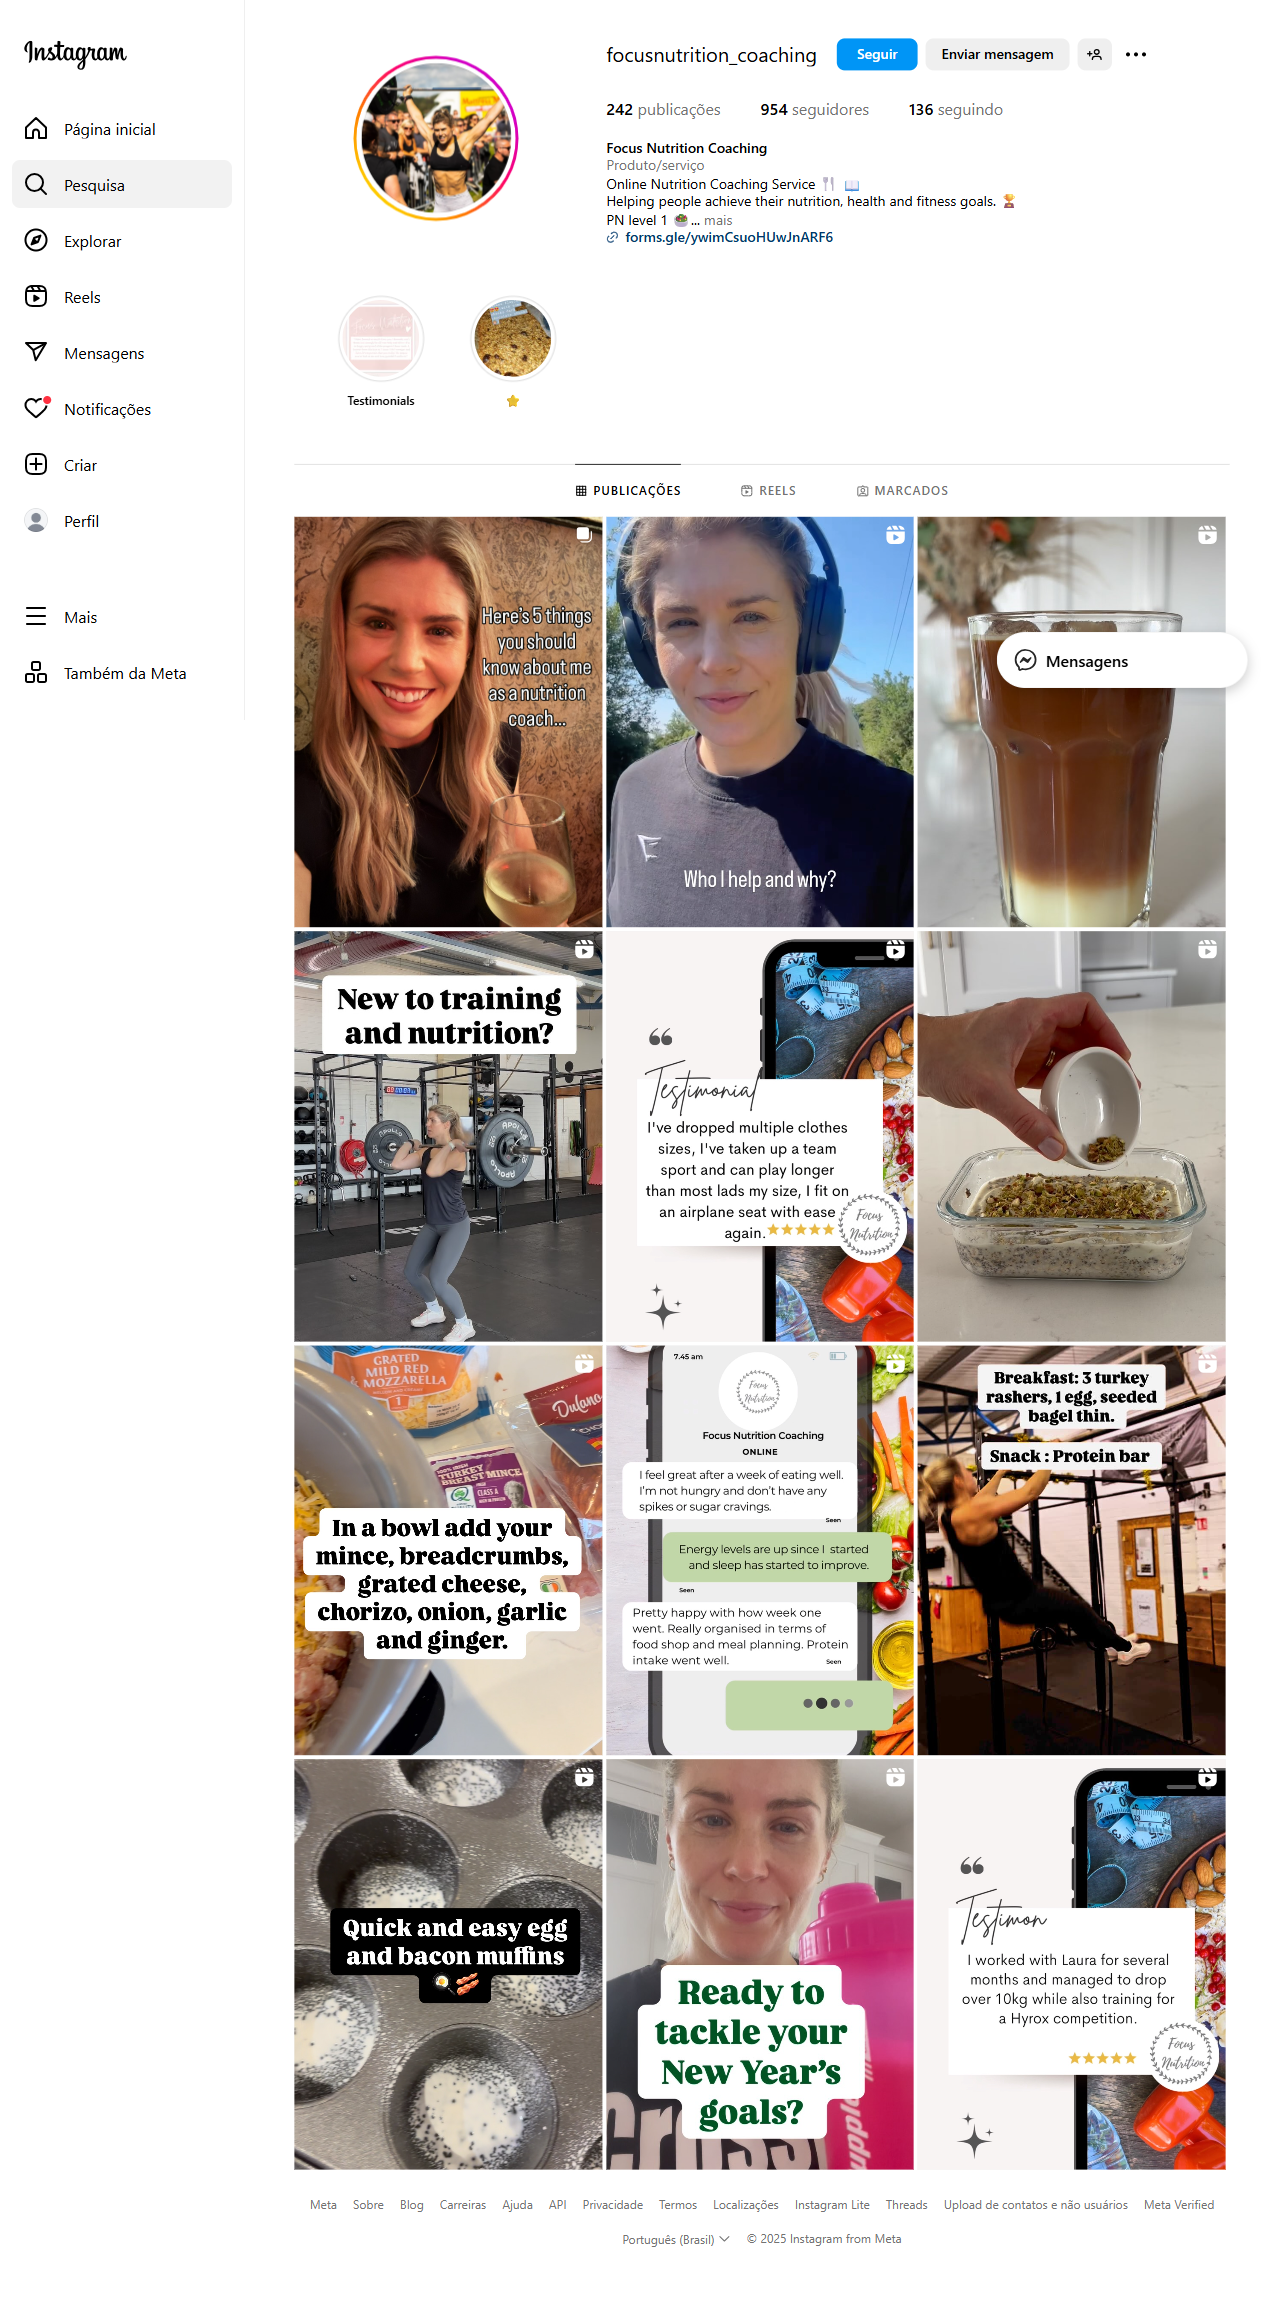 Instagram
Página inicial
Pesquisa
Explorar
Reels
Mensagens
Notificações
Criar
Perfil
Mais
Também da Meta
focusnutrition_coaching
Seguir
Enviar mensagem
242 publicações
954 seguidores
136 seguindo
Focus Nutrition Coaching
Produto/serviço
Online Nutrition Coaching Service 🍴 📖
Helping people achieve their nutrition, health and fitness goals. 🏆
PN level 1 🥗... mais
forms.gle/ywimCsuoHUwJnARF6
Testimonials
⭐
PUBLICAÇÕES
REELS
MARCADOS
Here's 5 things
you should
know about me
as a nutrition
coach...
Who I help and why?
Mensagens
New to training
and nutrition?
APOLLO
APOLLO
Testimonial
I've dropped multiple clothes
sizes, I've taken up a team
sport and can play longer
than most lads my size, I fit on
an airplane seat with ease
again.⭐⭐⭐⭐⭐
Focus
Nutrition
GRATED
MILD RED
MOZZARELLA
1
Dulano
100% IRISH
TURKEY
BREAST MINCE
CLASS A
In a bowl add your
mince, breadcrumbs,
grated cheese,
chorizo, onion, garlic
and ginger.
7.45 am
Focus
Nutrition
Focus Nutrition Coaching
ONLINE
I feel great after a week of eating well.
I'm not hungry and don't have any
spikes or sugar cravings.
Seen
Energy levels are up since I started
and sleep has started to improve.
Seen
Pretty happy with how week one
went. Really organised in terms of
food shop and meal planning. Protein
intake went well.
Seen
Breakfast: 3 turkey
rashers, 1 egg, seeded
bagel thin.
Snack : Protein bar
Quick and easy egg
and bacon muffins
🍳🥓
Ready to
tackle your
New Year's
goals?
Testimon
I worked with Laura for several
months and managed to drop
over 10kg while also training for
a Hyrox competition.
⭐⭐⭐⭐⭐
Focus
Nutrition
Meta
Sobre
Blog
Carreiras
Ajuda
API
Privacidade
Termos
Localizações
Instagram Lite
Threads
Upload de contatos e não usuários
Meta Verified
Português (Brasil)
© 2025 Instagram from Meta